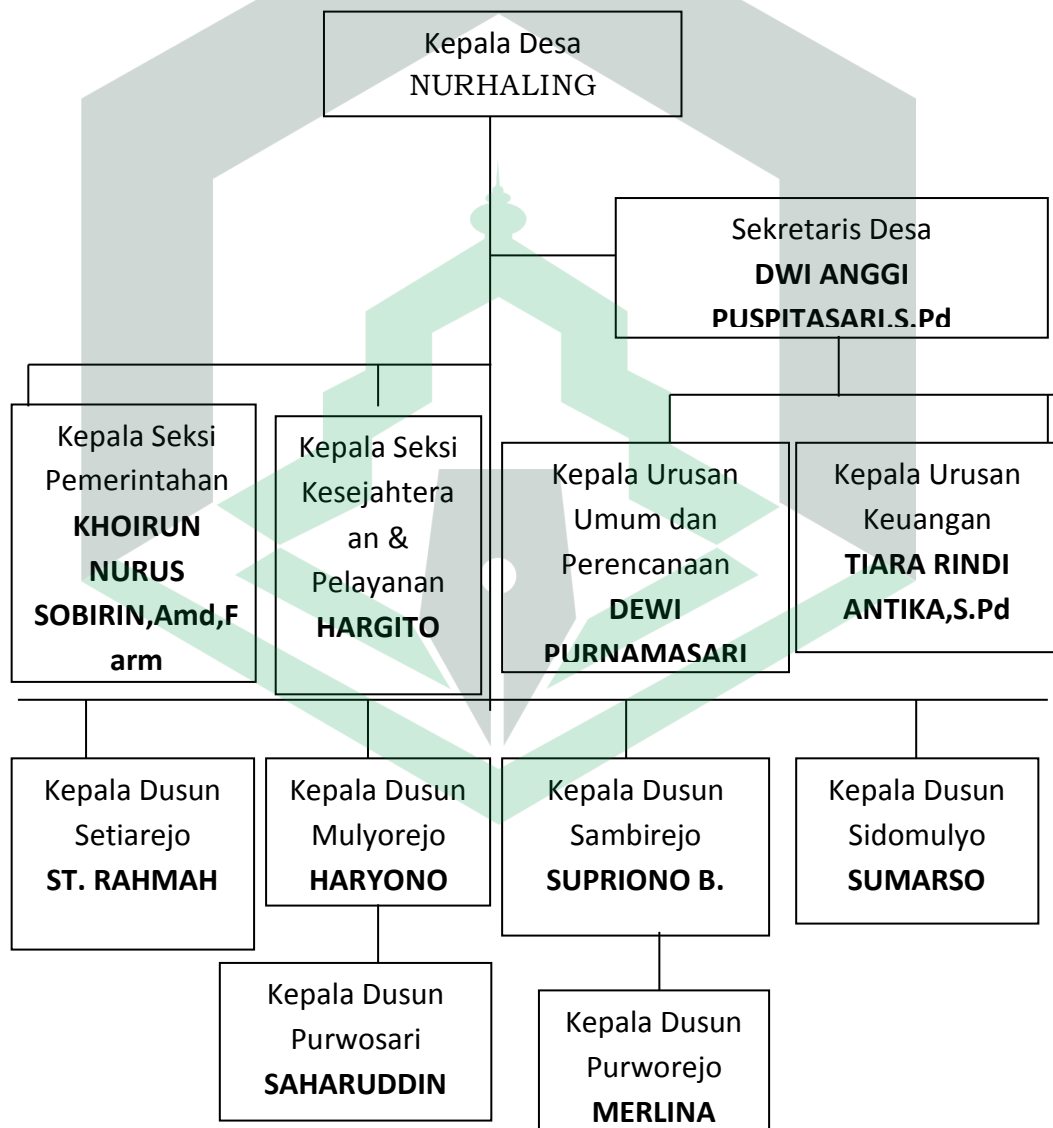 Kepala Desa
NURHALING
Sekretaris Desa
DWI ANGGI
PUSPITASARI.S.Pd
Kepala Seksi
Pemerintahan
KHOIRUN
NURUS
SOBIRIN,Amd,F
arm
Kepala Seksi
Kesejahtera
an &
Pelayanan
HARGITO
Kepala Urusan
Umum dan
Perencanaan
DEWI
PURNAMASARI
Kepala Urusan
Keuangan
TIARA RINDI
ANTIKA,S.Pd
Kepala Dusun
Setiarejo
ST. RAHMAH
Kepala Dusun
Mulyorejo
HARYONO
Kepala Dusun
Sambirejo
SUPRIONO B.
Kepala Dusun
Sidomulyo
SUMARSO
Kepala Dusun
Purwosari
SAHARUDDIN
Kepala Dusun
Purworejo
MERLINA